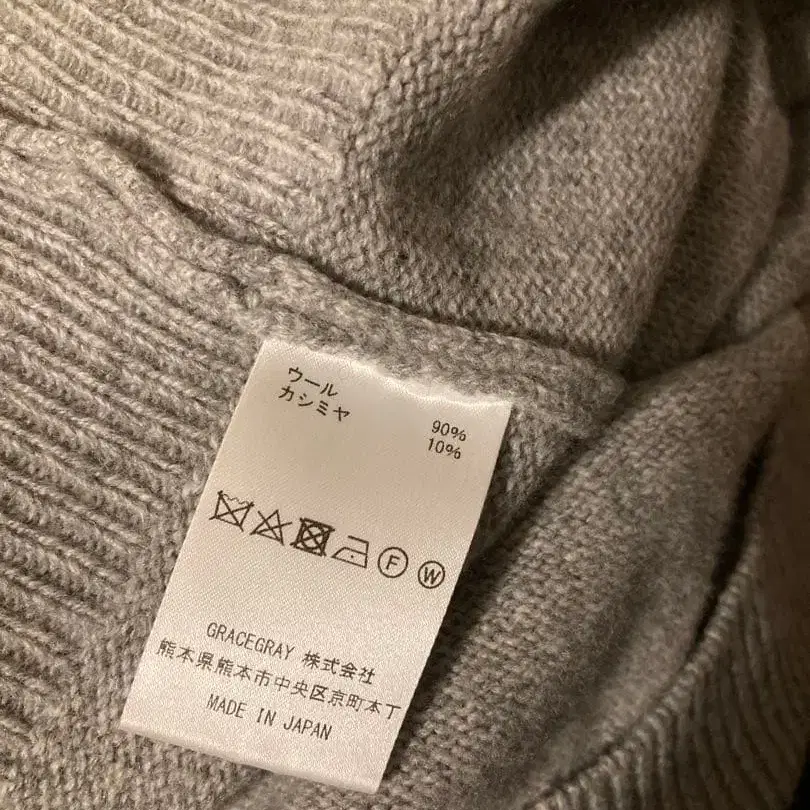 ウール
カシミヤ
90%
10%
F W
GRACEGRAY 株式会社
熊本県熊本市中央区京町本丁
MADE IN JAPAN